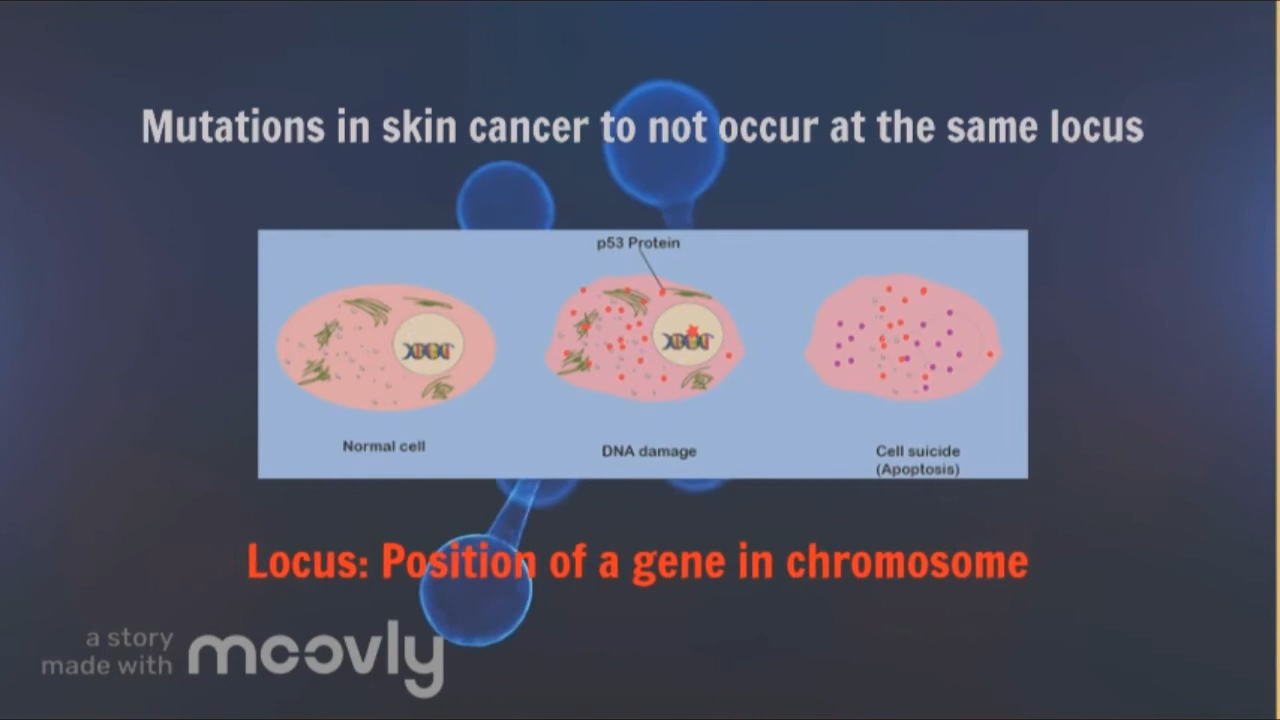 Mutations in skin cancer to not occur at the same locus
p53 Protein
Normal cell
DNA damage
Cell suicide
(Apoptosis)
Locus: Position of a gene in chromosome
a story
made with
moovly